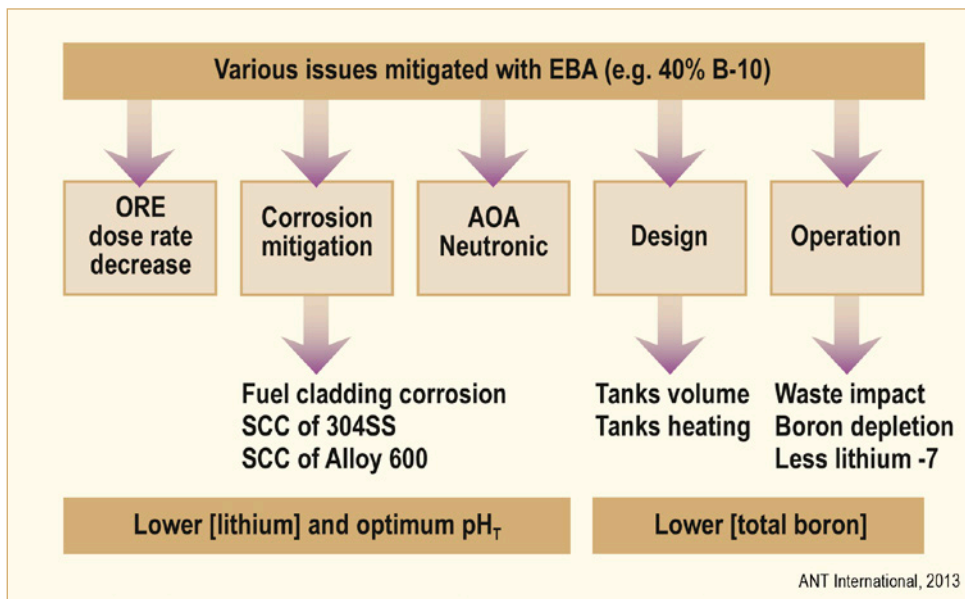 Various issues mitigated with EBA (e.g. 40% B-10)
ORE
dose rate
decrease
Corrosion
mitigation
AOA
Neutronic
Design
Operation
Fuel cladding corrosion
SCC of 304SS
SCC of Alloy 600
Tanks volume
Tanks heating
Waste impact
Boron depletion
Less lithium -7
Lower [lithium] and optimum pH_T
Lower [total boron]
ANT International, 2013